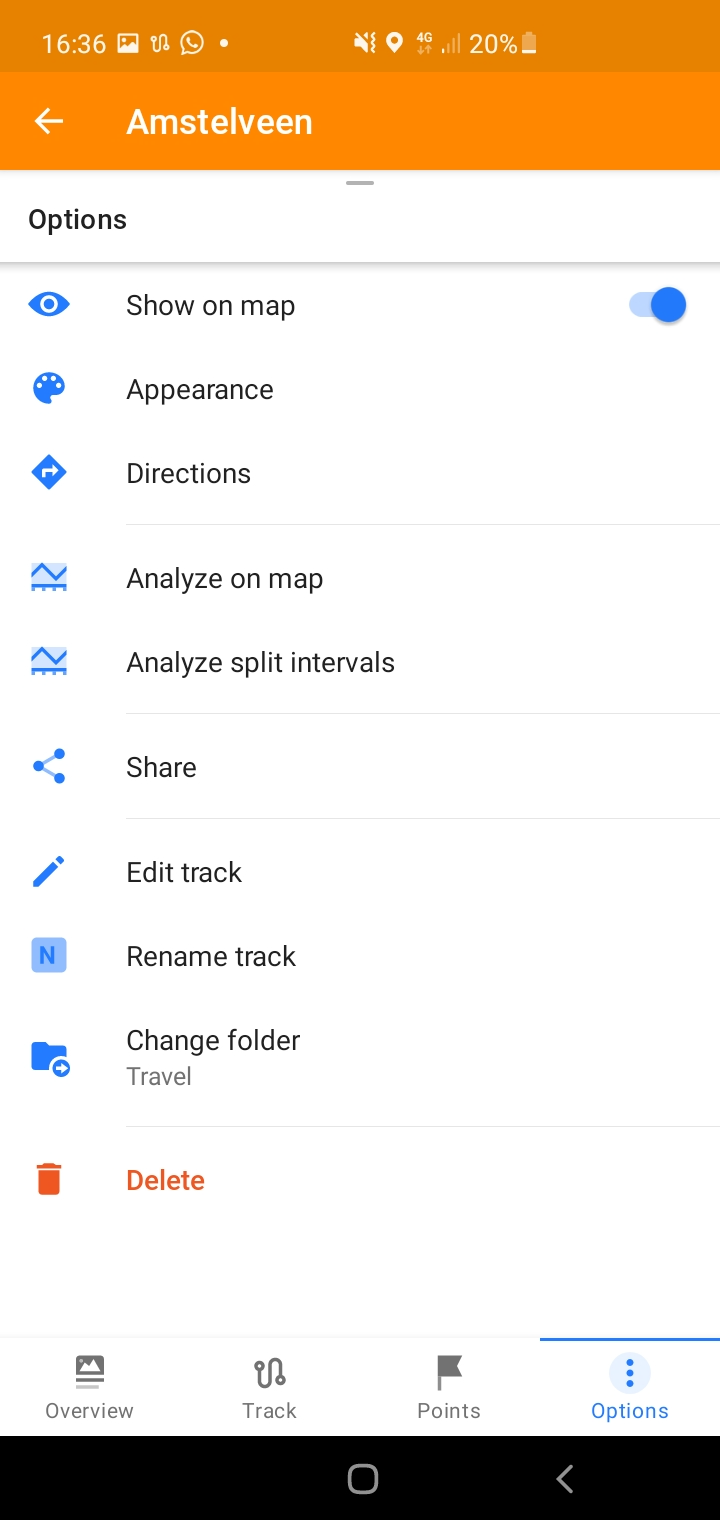 16:36 4G 20%
Amstelveen
Options
Show on map
Appearance
Directions
Analyze on map
Analyze split intervals
Share
Edit track
N Rename track
Change folder
Travel
Delete
Overview Track Points Options